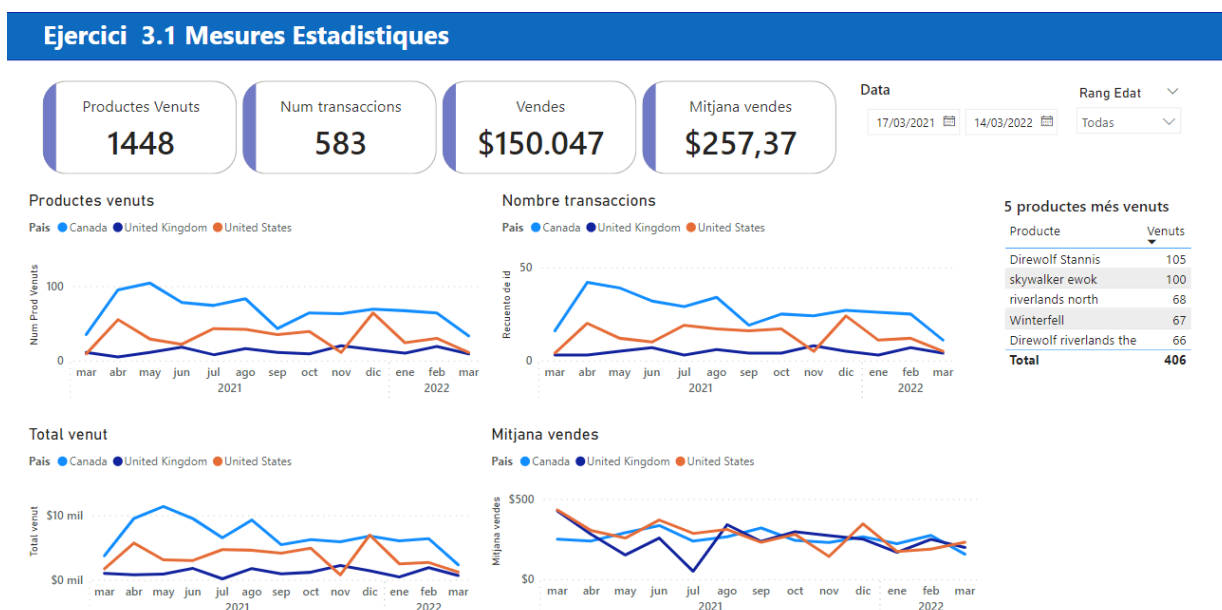 Ejercici 3.1 Mesures Estadistiques
Productes Venuts
1448
Num transaccions
583
Vendes
$150.047
Mitjana vendes
$257,37
Data
17/03/2021 14/03/2022
Rang Edat
Todas
Productes venuts
Pais Canada United Kingdom United States
Num Prod Venuts
100
0
mar abr may jun jul ago sep oct nov dic ene feb mar
2021 2022
Nombre transaccions
Pais Canada United Kingdom United States
Recuento de id
50
0
mar abr may jun jul ago sep oct nov dic ene feb mar
2021 2022
5 productes més venuts
Producte Venuts
Direwolf Stannis 105
skywalker ewok 100
riverlands north 68
Winterfell 67
Direwolf riverlands the 66
Total 406
Total venut
Pais Canada United Kingdom United States
Total venut
$10 mil
$0 mil
mar abr may jun jul ago sep oct nov dic ene feb mar
2021 2022
Mitjana vendes
Pais Canada United Kingdom United States
Mitjana vendes
$500
$0
mar abr may jun jul ago sep oct nov dic ene feb mar
2021 2022